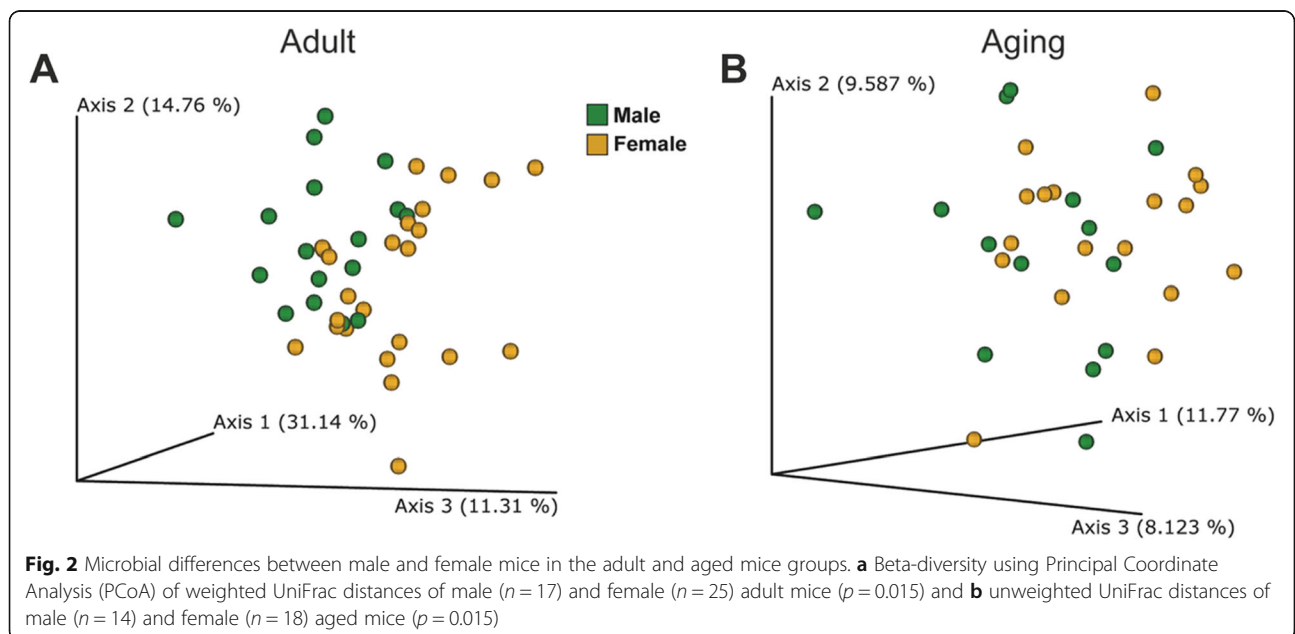 Adult
Aging
A
B
Axis 2 (14.76 %)
Axis 2 (9.587 %)
Male
Female
Axis 1 (31.14 %)
Axis 1 (11.77 %)
Axis 3 (11.31 %)
Axis 3 (8.123 %)
Fig. 2 Microbial differences between male and female mice in the adult and aged mice groups. a Beta-diversity using Principal Coordinate
Analysis (PCoA) of weighted UniFrac distances of male (n = 17) and female (n = 25) adult mice (p = 0.015) and b unweighted UniFrac distances of
male (n = 14) and female (n = 18) aged mice (p = 0.015)